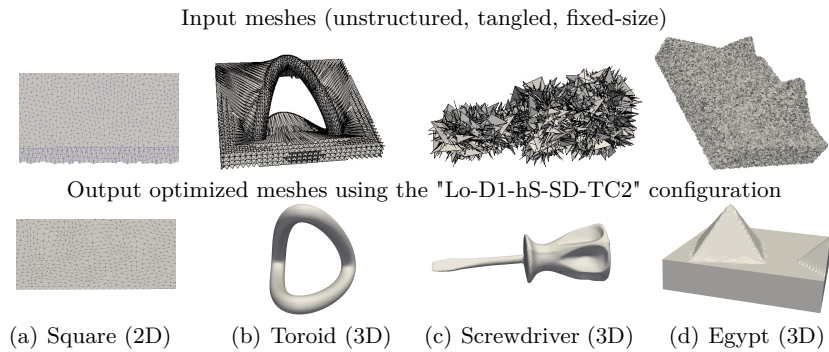 Input meshes (unstructured, tangled, fixed-size)
Output optimized meshes using the "Lo-D1-hS-SD-TC2" configuration
(a) Square (2D) (b) Toroid (3D) (c) Screwdriver (3D) (d) Egypt (3D)